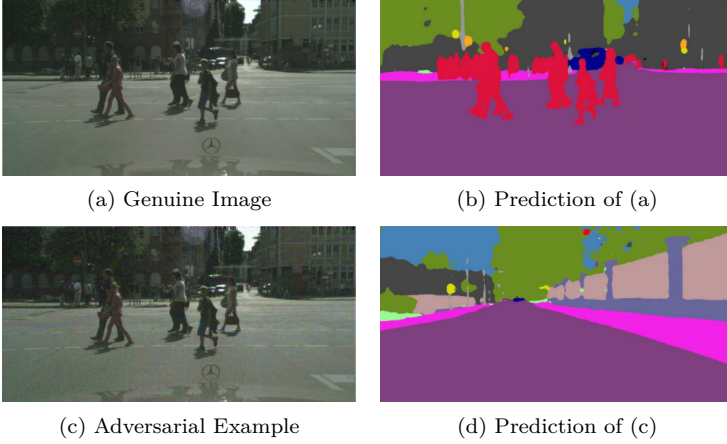 (a) Genuine Image
(b) Prediction of (a)
(c) Adversarial Example
(d) Prediction of (c)